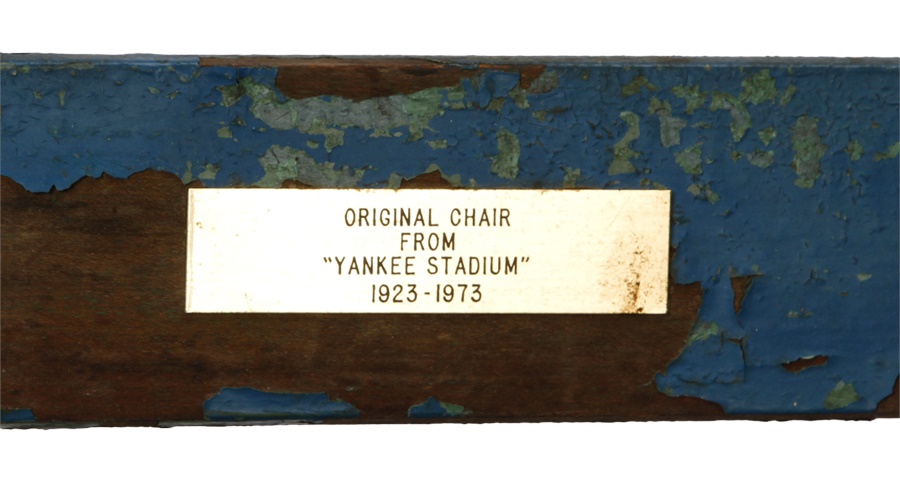 ORIGINAL CHAIR
FROM
“YANKEE STADIUM”
1923-1973